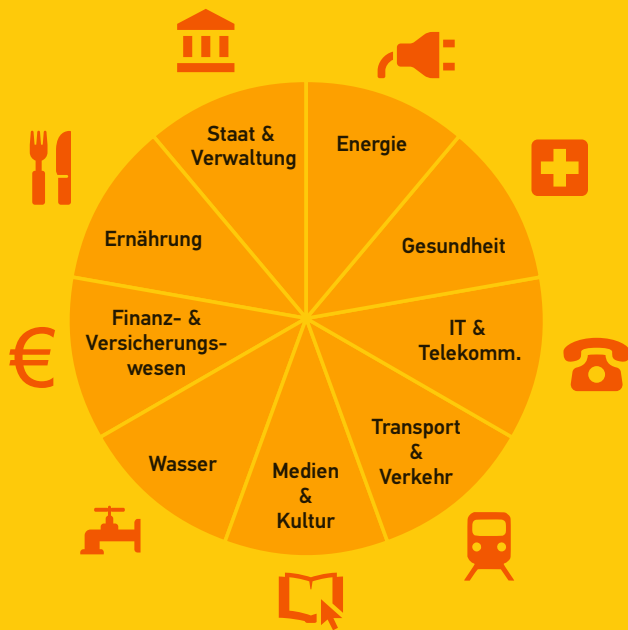 Staat &
Verwaltung
Energie
Gesundheit
IT &
Telekomm.
Transport
&
Verkehr
Medien
&
Kultur
Wasser
Finanz- &
Versicherungs-
wesen
Ernährung
€